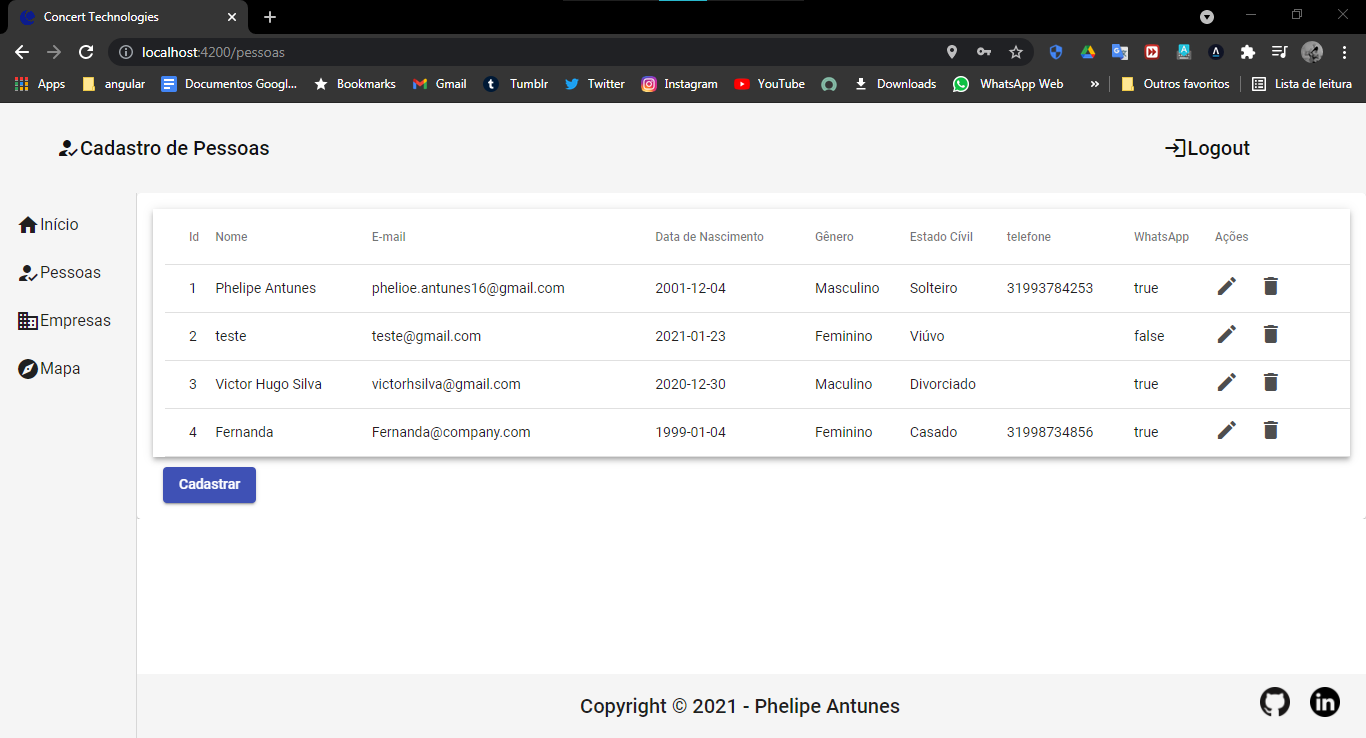 Concert Technologies
localhost:4200/pessoas
Apps angular Documentos Googl... Bookmarks Gmail Tumblr Twitter Instagram YouTube Downloads WhatsApp Web » Outros favoritos Lista de leitura
Cadastro de Pessoas Logout
Início
Pessoas
Empresas
Mapa
Id Nome E-mail Data de Nascimento Gênero Estado Cívil telefone WhatsApp Ações
1 Phelipe Antunes phelioe.antunes16@gmail.com 2001-12-04 Masculino Solteiro 31993784253 true
2 teste teste@gmail.com 2021-01-23 Feminino Viúvo false
3 Victor Hugo Silva victorhsilva@gmail.com 2020-12-30 Maculino Divorciado true
4 Fernanda Fernanda@company.com 1999-01-04 Feminino Casado 31998734856 true
Cadastrar
Copyright © 2021 - Phelipe Antunes